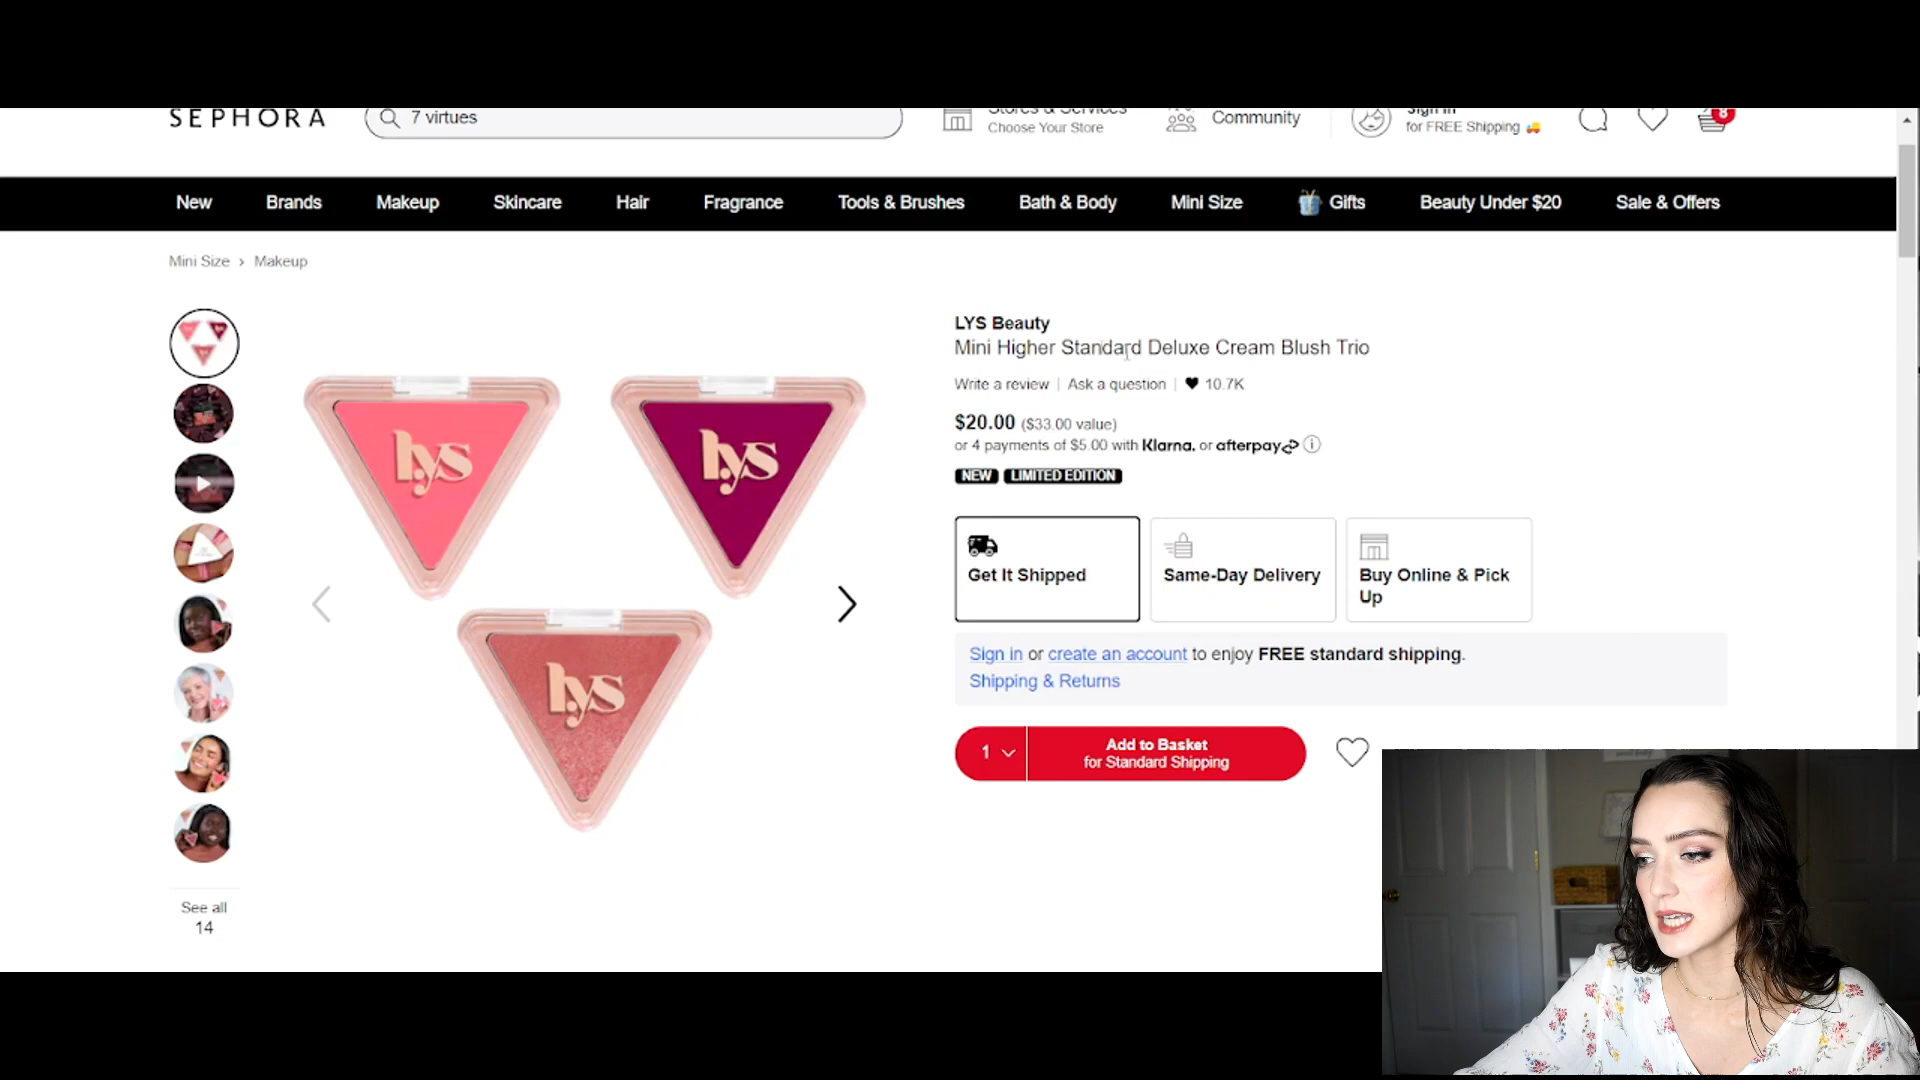 SEPHORA
7 virtues
Stores & Services
Choose Your Store
Community
Sign In
for FREE Shipping
8
New
Brands
Makeup
Skincare
Hair
Fragrance
Tools & Brushes
Bath & Body
Mini Size
Gifts
Beauty Under $20
Sale & Offers
Mini Size › Makeup
LYS Beauty
Mini Higher Standard Deluxe Cream Blush Trio
Write a review | Ask a question | 10.7K
$20.00 ($33.00 value)
or 4 payments of $5.00 with Klarna. or afterpay
NEW LIMITED EDITION
lys
lys
lys
Get It Shipped
Same-Day Delivery
Buy Online & Pick
Up
Sign in or create an account to enjoy FREE standard shipping.
Shipping & Returns
1
Add to Basket
for Standard Shipping
See all
14